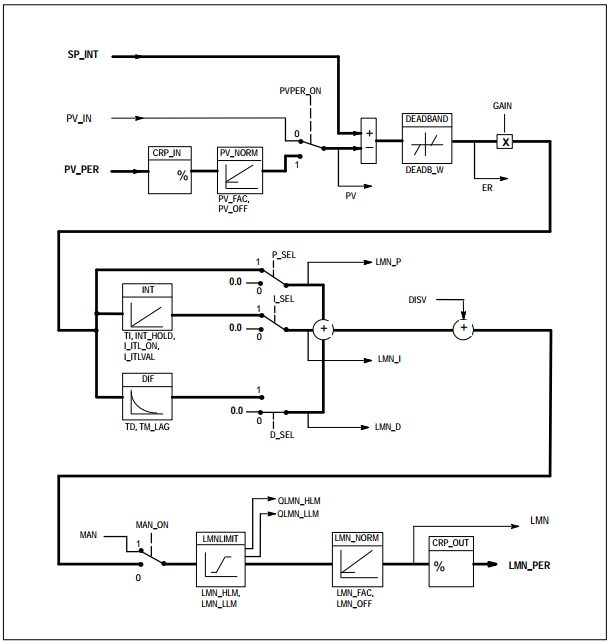 SP_INT
PVPER_ON
GAIN
PV_IN
0
+
DEADBAND
X
CRP_IN
PV_NORM
−
PV_PER
%
1
DEADB_W
ER
PV_FAC,
PV_OFF
PV
P_SEL
1
LMN_P
0.0
0
INT
I_SEL
DISV
1
0.0
0
+
+
TI, INT_HOLD,
I_ITL_ON,
I_ITLVAL
LMN_I
DIF
1
0.0
0
TD, TM_LAG
D_SEL
LMN_D
QLMN_HLM
QLMN_LLM
MAN
MAN_ON
LMN
1
LMNLIMIT
LMN_NORM
CRP_OUT
%
LMN_PER
0
LMN_HLM,
LMN_LLM
LMN_FAC,
LMN_OFF